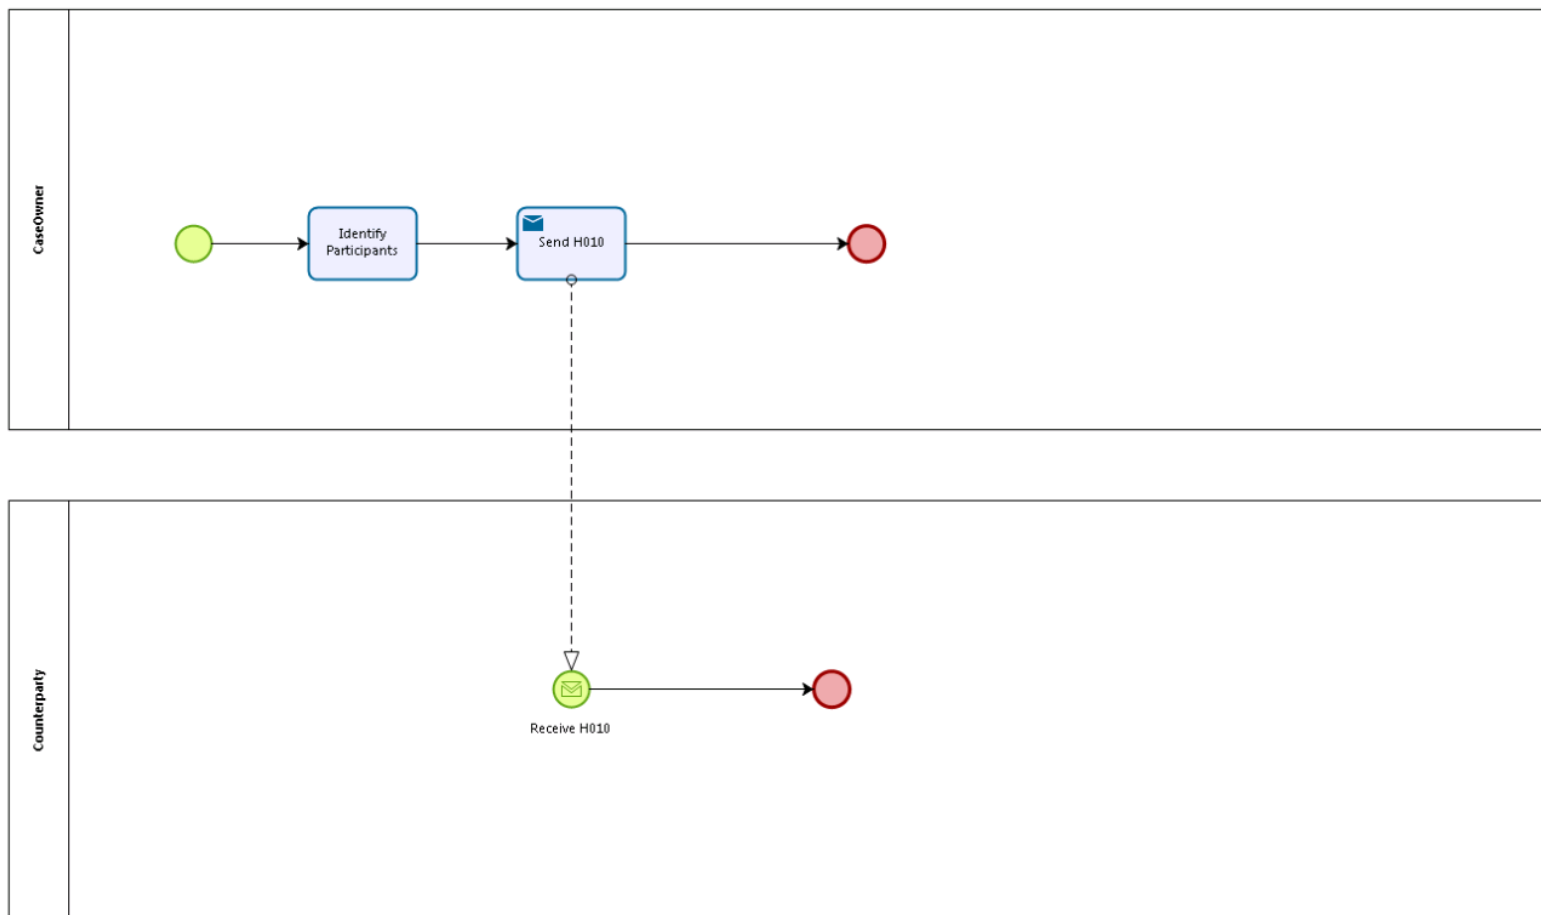 CaseOwner
Identify
Participants
Send H010
Counterparty
Receive H010